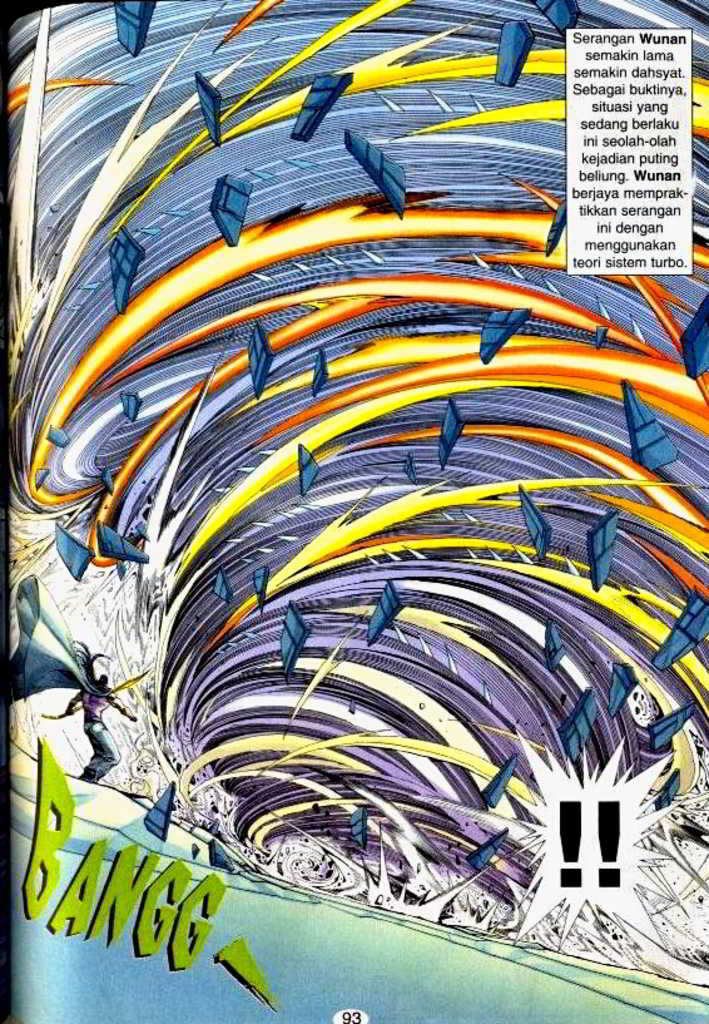 Serangan Wunan
semakin lama
semakin dahsyat.
Sebagai buktinya,
situasi yang
sedang berlaku
ini seolah-olah
kejadian puting
beliung. Wunan
berjaya memprak-
tikkan serangan
ini dengan
menggunakan
teori sistem turbo.
!!
BANGG
93